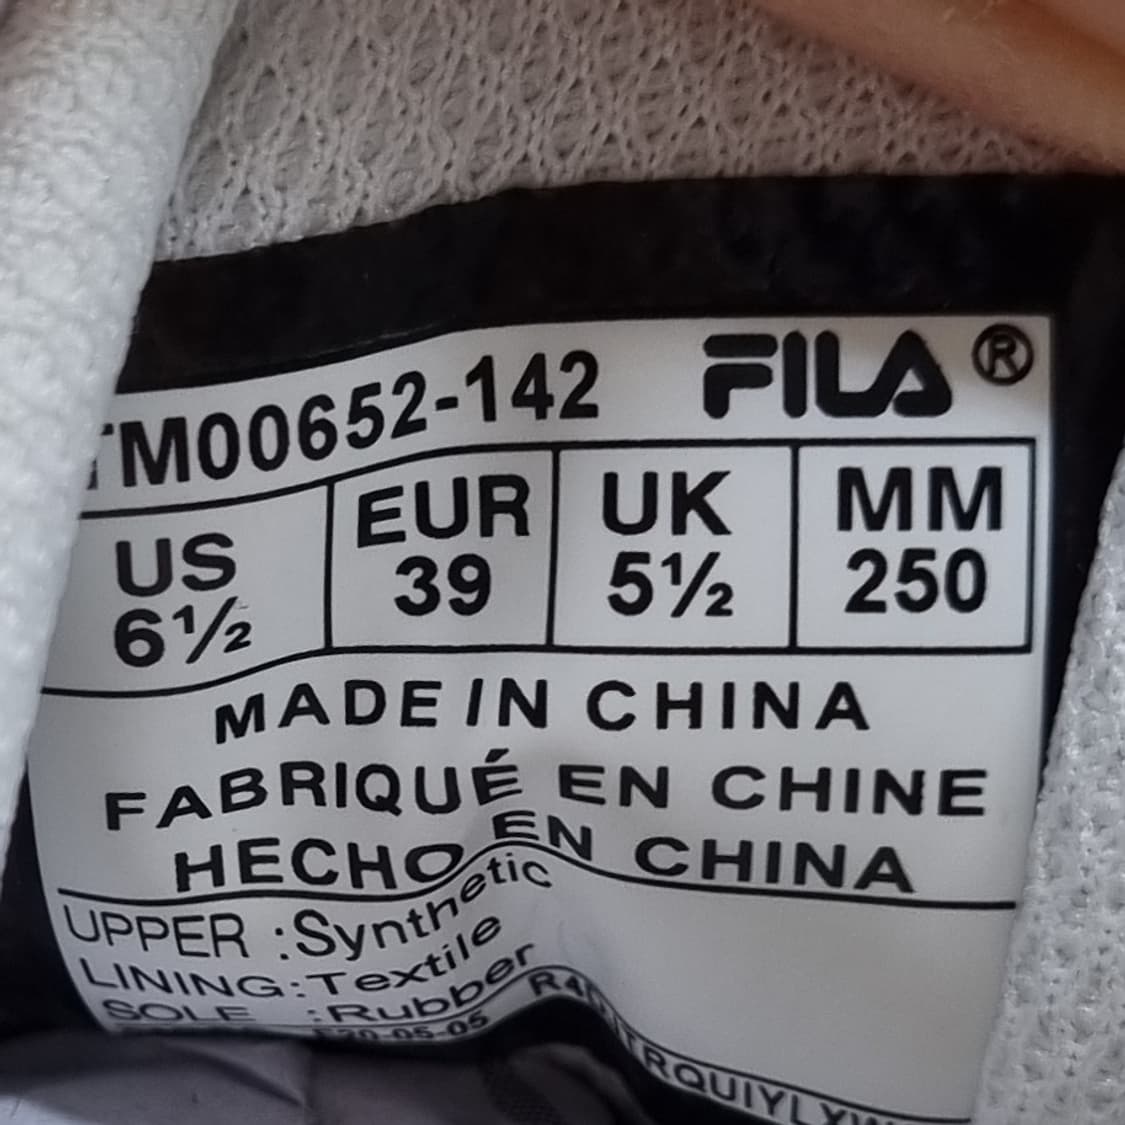 TM00652-142 FILA®
US EUR UK MM
6½ 39 5½ 250
MADE IN CHINA
FABRIQUÉ EN CHINE
HECHO EN CHINA
UPPER :Synthetic
LINING:Textile
SOLE :Rubber